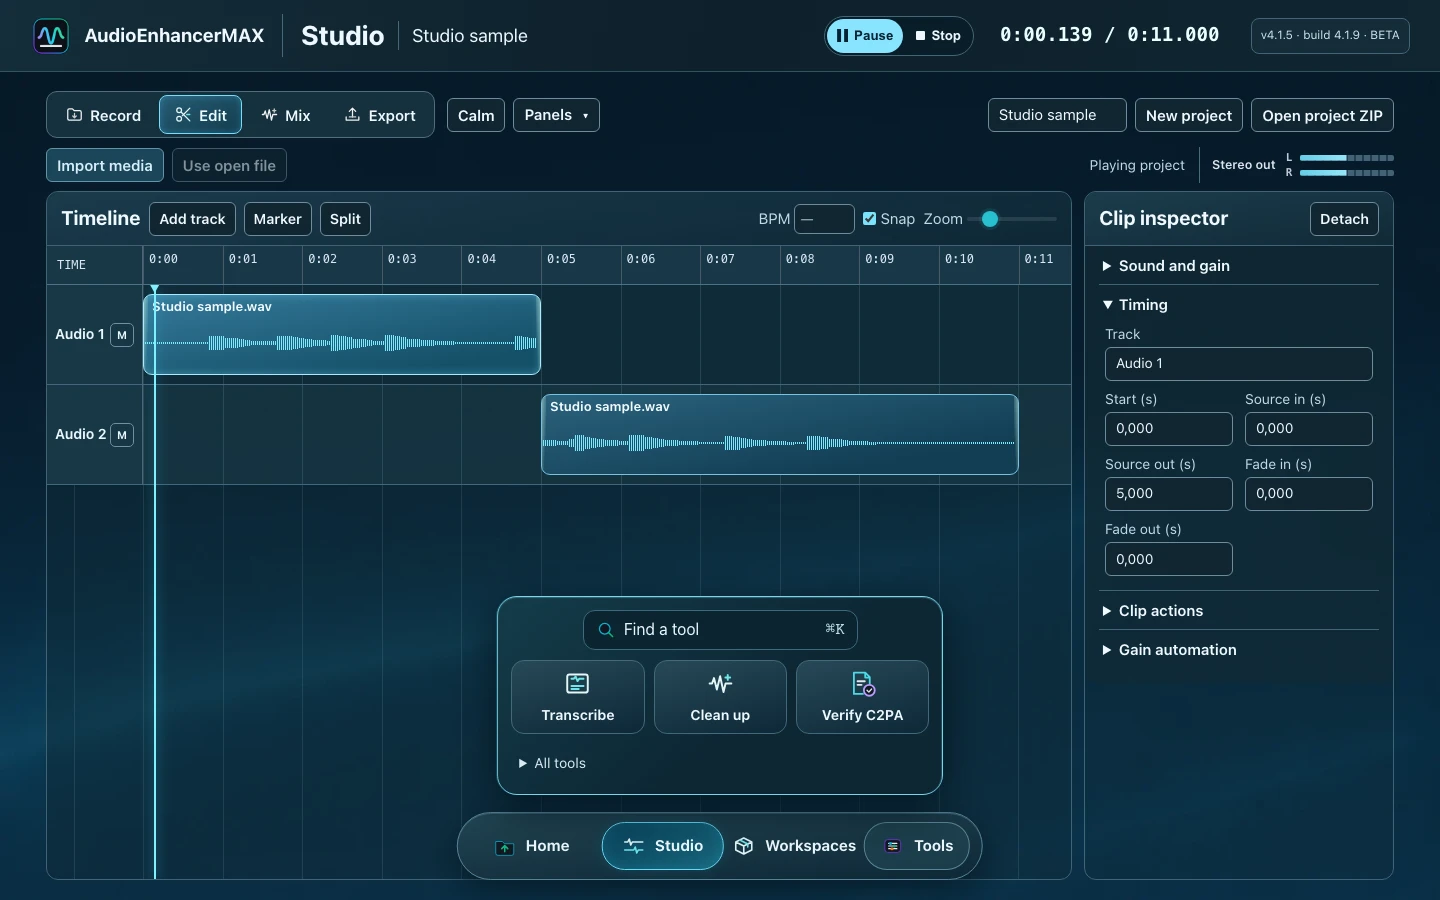 AudioEnhancerMAX
Studio
Studio sample
Pause
Stop
0:00.139 / 0:11.000
v4.1.5 · build 4.1.9 · BETA
Record
Edit
Mix
Export
Calm
Panels
Studio sample
New project
Open project ZIP
Import media
Use open file
Playing project
Stereo out
L
R
Timeline
Add track
Marker
Split
BPM
—
Snap
Zoom
TIME
0:00
0:01
0:02
0:03
0:04
0:05
0:06
0:07
0:08
0:09
0:10
0:11
Audio 1
M
Studio sample.wav
Audio 2
M
Studio sample.wav
Clip inspector
Detach
Sound and gain
Timing
Track
Audio 1
Start (s)
Source in (s)
0,000
0,000
Source out (s)
Fade in (s)
5,000
0,000
Fade out (s)
0,000
Clip actions
Gain automation
Find a tool
⌘K
Transcribe
Clean up
Verify C2PA
All tools
Home
Studio
Workspaces
Tools